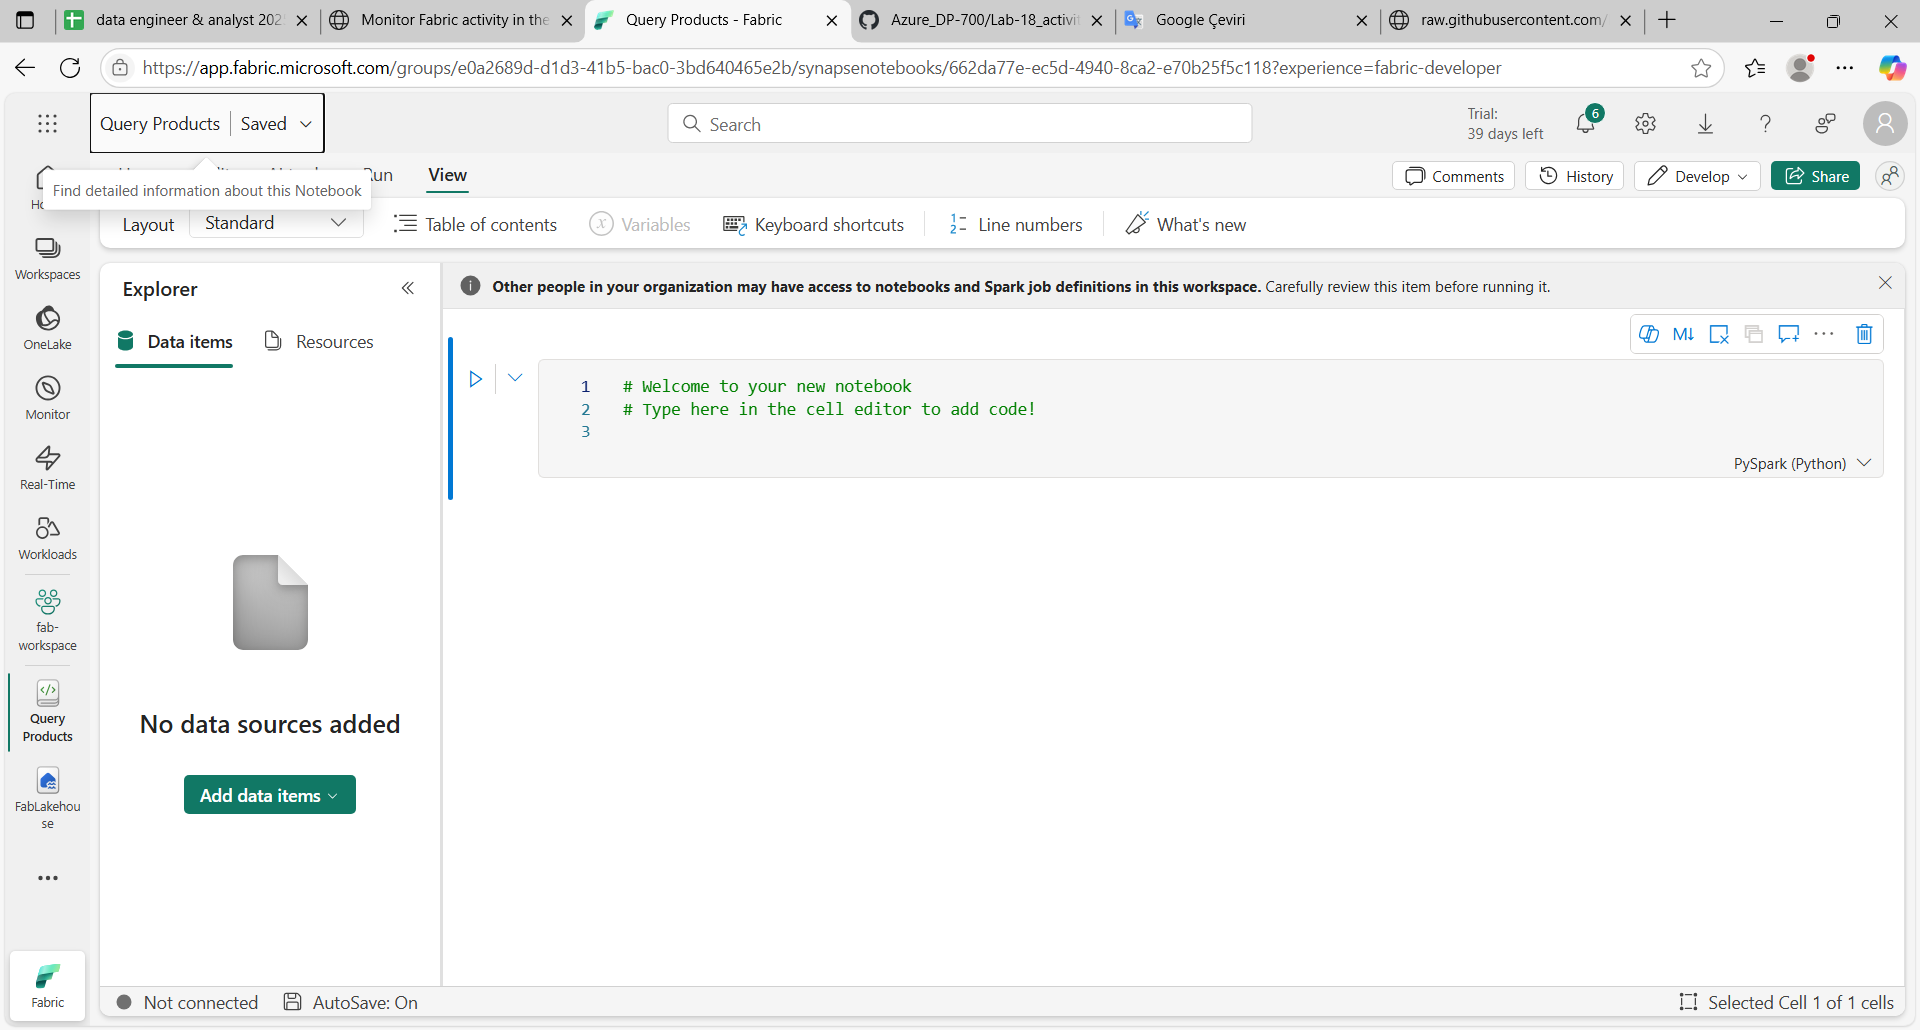 data engineer & analyst 202
Monitor Fabric activity in the
Query Products - Fabric
Azure_DP-700/Lab-18_activit
Google Çeviri
raw.githubusercontent.com/
https://app.fabric.microsoft.com/groups/e0a2689d-d1d3-41b5-bac0-3bd640465e2b/synapsenotebooks/662da77e-ec5d-4940-8ca2-e70b25f5c118?experience=fabric-developer
Query Products
Saved
Search
Trial:
39 days left
6
Find detailed information about this Notebook
Run
View
Comments
History
Develop
Share
Layout
Standard
Table of contents
Variables
Keyboard shortcuts
Line numbers
What's new
Workspaces
OneLake
Monitor
Real-Time
Workloads
fab-
workspace
Query
Products
FabLakehou
se
Fabric
Explorer
Data items
Resources
No data sources added
Add data items
Other people in your organization may have access to notebooks and Spark job definitions in this workspace. Carefully review this item before running it.
M↓
1 # Welcome to your new notebook
2 # Type here in the cell editor to add code!
3
PySpark (Python)
Not connected
AutoSave: On
Selected Cell 1 of 1 cells